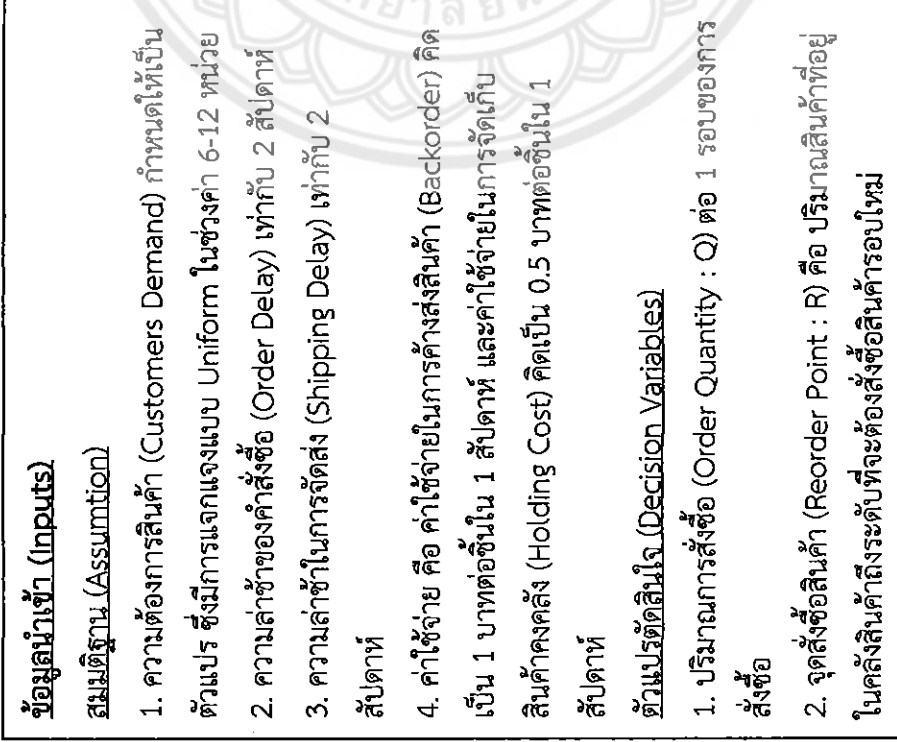 ข้อมูลนำเข้า (Inputs)
สมมติฐาน (Assumtion)
1. ความต้องการสินค้า (Customers Demand) กำหนดให้เป็น
ตัวแปร ซึ่งมีการแจกแจงแบบ Uniform ในช่วงค่า 6-12 หน่วย
2. ความล่าช้าของคำสั่งซื้อ (Order Delay) เท่ากับ 2 สัปดาห์
3. ความล่าช้าในการจัดส่ง (Shipping Delay) เท่ากับ 2
สัปดาห์
4. ค่าใช้จ่าย คือ ค่าใช้จ่ายในการค้างส่งสินค้า (Backorder) คิด
เป็น 1 บาทต่อชิ้นใน 1 สัปดาห์ และค่าใช้จ่ายในการจัดเก็บ
สินค้าคงคลัง (Holding Cost) คิดเป็น 0.5 บาทต่อชิ้นใน 1
สัปดาห์
ตัวแปรตัดสินใจ (Decision Variables)
1. ปริมาณการสั่งซื้อ (Order Quantity : Q) ต่อ 1 รอบของการ
สั่งซื้อ
2. จุดสั่งซื้อสินค้า (Reorder Point : R) คือ ปริมาณสินค้าที่อยู่
ในคลังสินค้าถึงระดับที่จะต้องสั่งซื้อสินค้ารอบใหม่